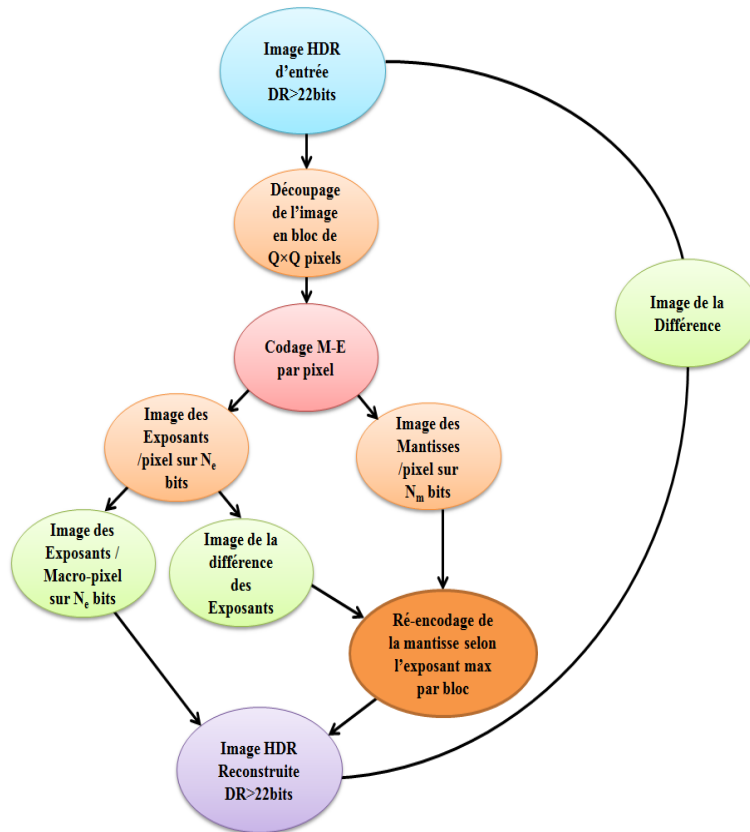 Image HDR
d'entrée
DR>22bits
Découpage
de l'image
en bloc de
Q×Q pixels
Image de la
Différence
Codage M-E
par pixel
Image des
Exposants
/pixel sur Ne
bits
Image des
Mantisses
/pixel sur
Nm bits
Image des
Exposants /
Macro-pixel
sur Ne bits
Image de la
différence
des
Exposants
Ré-encodage de
la mantisse selon
l'exposant max
par bloc
Image HDR
Reconstruite
DR>22bits